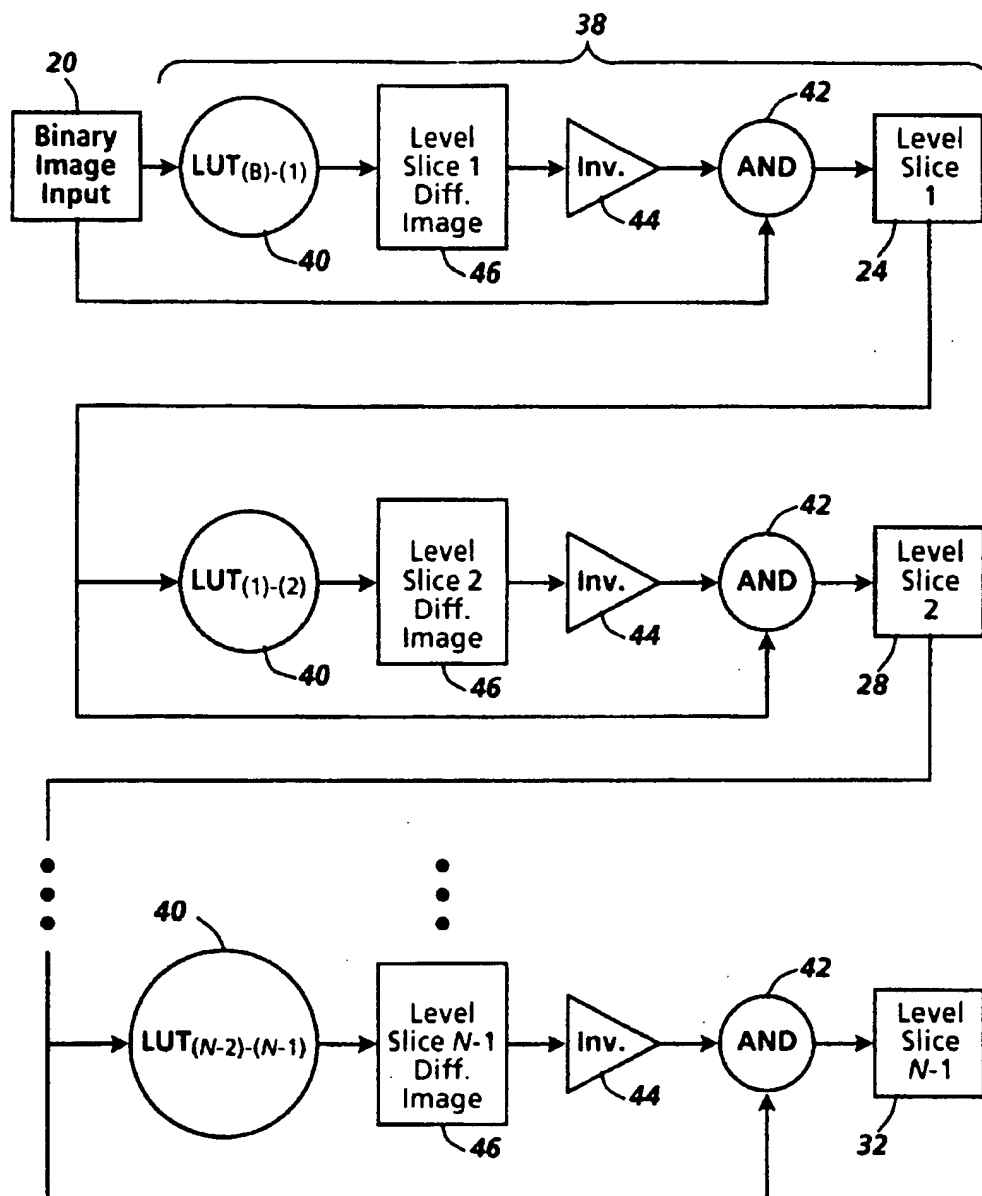 38
20
42
Binary
Image
Input
LUT(B)-(1)
Level
Slice 1
Diff.
Image
Inv.
AND
Level
Slice
1
40
46
44
24
42
LUT(1)-(2)
Level
Slice 2
Diff.
Image
Inv.
AND
Level
Slice
2
40
46
44
28
40
42
LUT(N-2)-(N-1)
Level
Slice N-1
Diff.
Image
Inv.
AND
Level
Slice
N-1
46
44
32